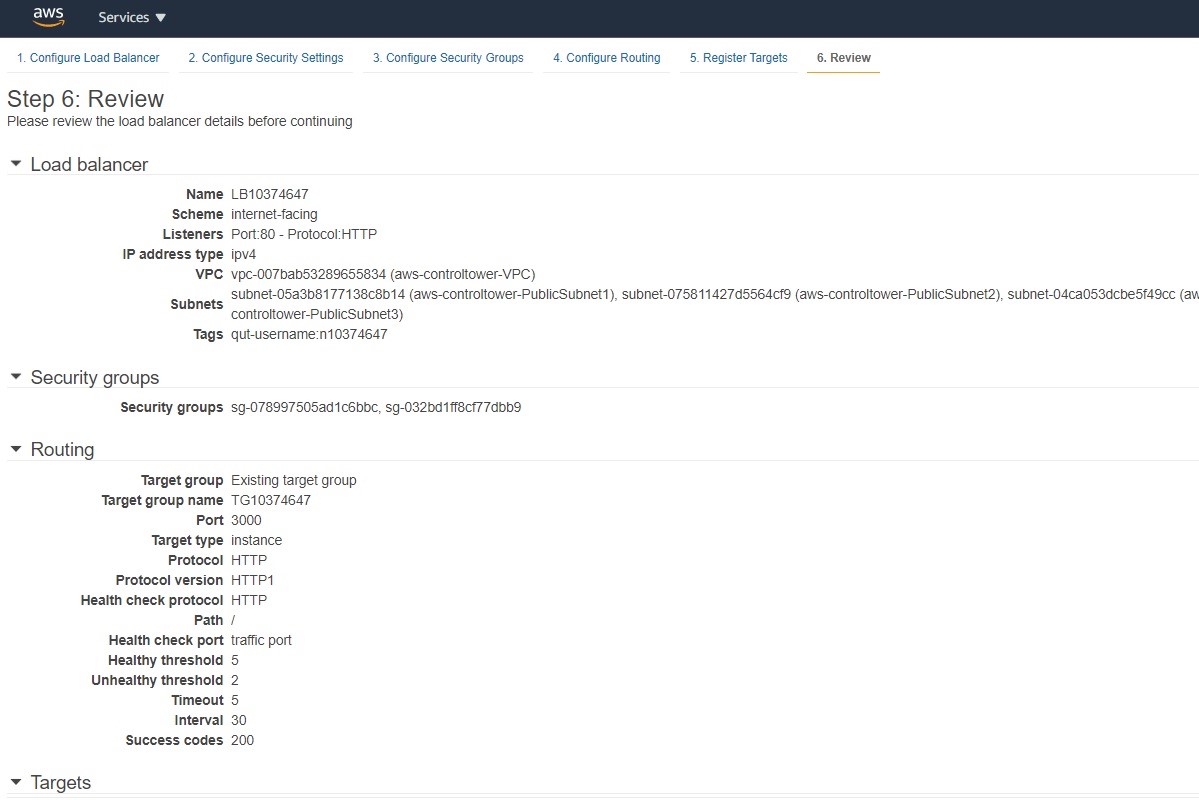 aws Services ▼
1. Configure Load Balancer 2. Configure Security Settings 3. Configure Security Groups 4. Configure Routing 5. Register Targets 6. Review
Step 6: Review
Please review the load balancer details before continuing
Load balancer
Name LB10374647
Scheme internet-facing
Listeners Port:80 - Protocol:HTTP
IP address type ipv4
VPC vpc-007bab53289655834 (aws-controltower-VPC)
Subnets subnet-05a3b8177138c8b14 (aws-controltower-PublicSubnet1), subnet-075811427d5564cf9 (aws-controltower-PublicSubnet2), subnet-04ca053dcbe5f49cc (aw
controltower-PublicSubnet3)
Tags qut-username:n10374647
Security groups
Security groups sg-078997505ad1c6bbc, sg-032bd1ff8cf77dbb9
Routing
Target group Existing target group
Target group name TG10374647
Port 3000
Target type instance
Protocol HTTP
Protocol version HTTP1
Health check protocol HTTP
Path /
Health check port traffic port
Healthy threshold 5
Unhealthy threshold 2
Timeout 5
Interval 30
Success codes 200
Targets